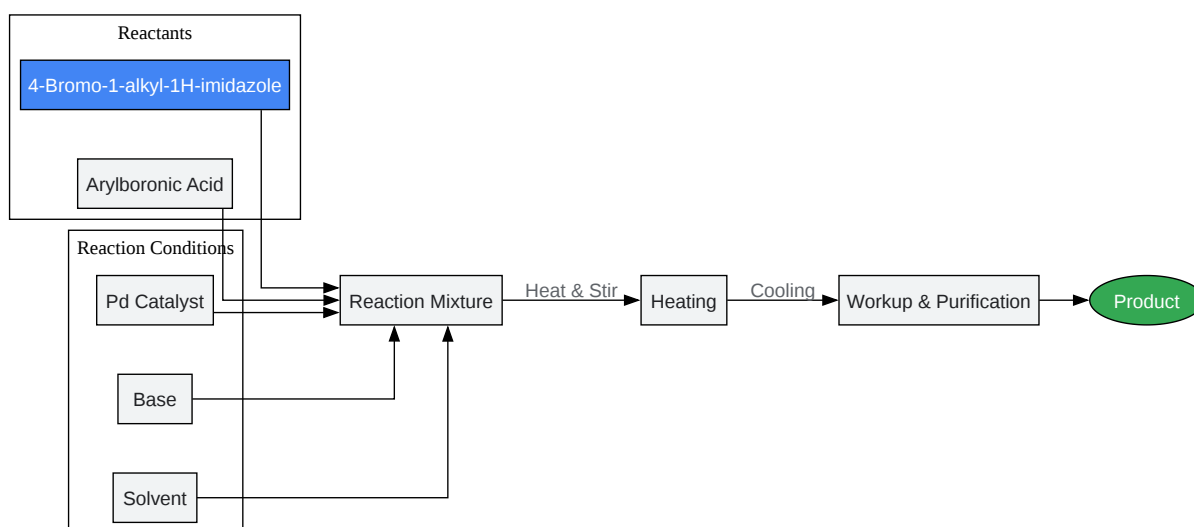 Reactants
4-Bromo-1-alkyl-1H-imidazole
Arylboronic Acid
Reaction Conditions
Pd Catalyst
Base
Solvent
Reaction Mixture
Heat & Stir
Heating
Cooling
Workup & Purification
Product